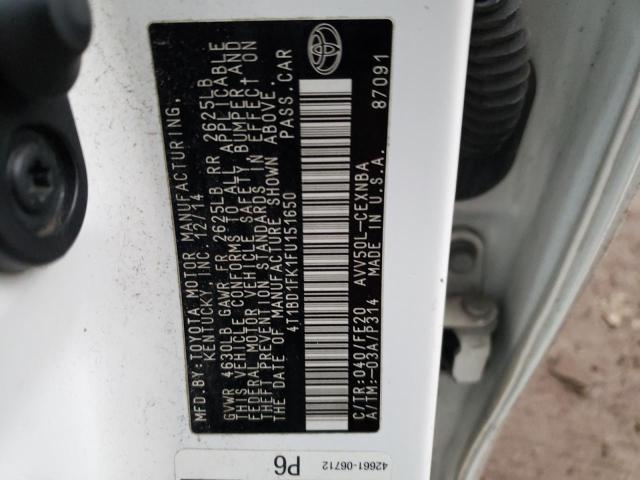 MFD.BY:TOYOTA MOTOR MANUFACTURING,
KENTUCKY, INC. 12/14
GVWR 4630LB GAWR FR 2625LB RR 2625LB
THIS VEHICLE CONFORMS TO ALL APPLICABLE
FEDERAL MOTOR VEHICLE SAFETY BUMPER AND
THEFT PREVENTION STANDARDS IN EFFECT ON
THE DATE OF MANUFACTURE SHOWN ABOVE.
4T1BD1FK1FU151650 PASS.CAR
C/TR:040/FE20 AVV50L-CEXNBA
A/TM:-03A/P314 MADE IN U.S.A. 87091
P6
42661-06712